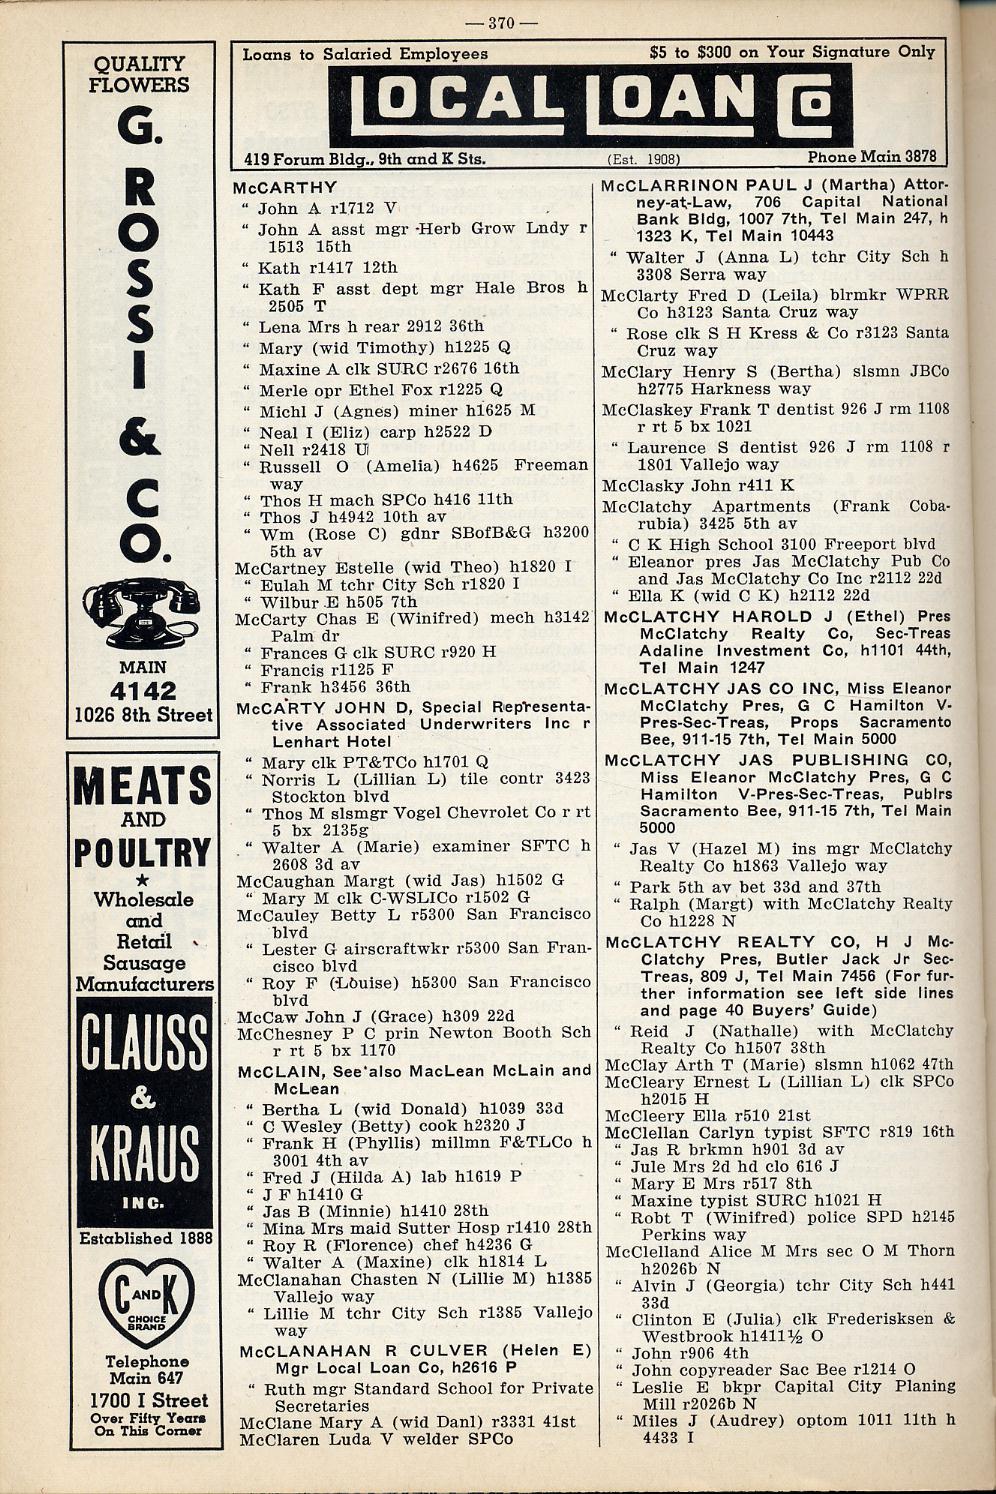 — 370 —
QUALITY
FLOWERS
G.
ROSSI
&
CO.
MAIN
4142
1026 8th Street
MEATS
AND
POULTRY
★
Wholesale
and
Retail
Sausage
Manufacturers
CLAUSS
&
KRAUS
INC.
Established 1888
C AND K
CHOICE
BRAND
Telephone
Main 647
1700 I Street
Over Fifty Years
On This Corner
Loans to Salaried Employees $5 to $300 on Your Signature Only
LOCAL LOAN CO
419 Forum Bldg., 9th and K Sts. (Est. 1908) Phone Main 3878
McCARTHY
" John A r1712 V
" John A asst mgr Herb Grow Lndy r
1513 15th
" Kath r1417 12th
" Kath F asst dept mgr Hale Bros h
2505 T
" Lena Mrs h rear 2912 36th
" Mary (wid Timothy) h1225 Q
" Maxine A clk SURC r2676 16th
" Merle opr Ethel Fox r1225 Q
" Michl J (Agnes) miner h1625 M
" Neal I (Eliz) carp h2522 D
" Nell r2418 U
" Russell O (Amelia) h4625 Freeman
way
" Thos H mach SPCo h416 11th
" Thos J h4942 10th av
" Wm (Rose C) gdnr SBofB&G h3200
5th av
McCartney Estelle (wid Theo) h1820 I
" Eulah M tchr City Sch r1820 I
" Wilbur E h505 7th
McCarty Chas E (Winifred) mech h3142
Palm dr
" Frances G clk SURC r920 H
" Francis r1125 F
" Frank h3456 36th
McCARTY JOHN D, Special Representa-
tive Associated Underwriters Inc r
Lenhart Hotel
" Mary clk PT&TCo h1701 Q
" Norris L (Lillian L) tile contr 3423
Stockton blvd
" Thos M slsmgr Vogel Chevrolet Co r rt
5 bx 2135g
" Walter A (Marie) examiner SFTC h
2608 3d av
McCaughan Margt (wid Jas) h1502 G
" Mary M clk C-WSLICo r1502 G
McCauley Betty L r5300 San Francisco
blvd
" Lester G airscraftwkr r5300 San Fran-
cisco blvd
" Roy F (Louise) h5300 San Francisco
blvd
McCaw John J (Grace) h309 22d
McChesney P C prin Newton Booth Sch
r rt 5 bx 1170
McCLAIN, See also MacLean McLain and
McLean
" Bertha L (wid Donald) h1039 33d
" C Wesley (Betty) cook h2320 J
" Frank H (Phyllis) millmn F&TLCo h
3001 4th av
" Fred J (Hilda A) lab h1619 P
" J F h1410 G
" Jas B (Minnie) h1410 28th
" Mina Mrs maid Sutter Hosp r1410 28th
" Roy R (Florence) chef h4236 G
" Walter A (Maxine) clk h1814 L
McClanahan Chasten N (Lillie M) h1385
Vallejo way
" Lillie M tchr City Sch r1385 Vallejo
way
McCLANAHAN R CULVER (Helen E)
Mgr Local Loan Co, h2616 P
" Ruth mgr Standard School for Private
Secretaries
McClane Mary A (wid Danl) r3331 41st
McClaren Luda V welder SPCo
McCLARRINON PAUL J (Martha) Attor-
ney-at-Law, 706 Capital National
Bank Bldg, 1007 7th, Tel Main 247, h
1323 K, Tel Main 10443
" Walter J (Anna L) tchr City Sch h
3308 Serra way
McClarty Fred D (Leila) blrmkr WPRR
Co h3123 Santa Cruz way
" Rose clk S H Kress & Co r3123 Santa
Cruz way
McClary Henry S (Bertha) slsmn JBCo
h2775 Harkness way
McClaskey Frank T dentist 926 J rm 1108
r rt 5 bx 1021
" Laurence S dentist 926 J rm 1108 r
1801 Vallejo way
McClasky John r411 K
McClatchy Apartments (Frank Coba-
rubia) 3425 5th av
" C K High School 3100 Freeport blvd
" Eleanor pres Jas McClatchy Pub Co
and Jas McClatchy Co Inc r2112 22d
" Ella K (wid C K) h2112 22d
McCLATCHY HAROLD J (Ethel) Pres
McClatchy Realty Co, Sec-Treas
Adaline Investment Co, h1101 44th,
Tel Main 1247
McCLATCHY JAS CO INC, Miss Eleanor
McClatchy Pres, G C Hamilton V-
Pres-Sec-Treas, Props Sacramento
Bee, 911-15 7th, Tel Main 5000
McCLATCHY JAS PUBLISHING CO,
Miss Eleanor McClatchy Pres, G C
Hamilton V-Pres-Sec-Treas, Publrs
Sacramento Bee, 911-15 7th, Tel Main
5000
" Jas V (Hazel M) ins mgr McClatchy
Realty Co h1863 Vallejo way
" Park 5th av bet 33d and 37th
" Ralph (Margt) with McClatchy Realty
Co h1228 N
McCLATCHY REALTY CO, H J Mc-
Clatchy Pres, Butler Jack Jr Sec-
Treas, 809 J, Tel Main 7456 (For fur-
ther information see left side lines
and page 40 Buyers' Guide)
" Reid J (Nathalle) with McClatchy
Realty Co h1507 38th
McClay Arth T (Marie) slsmn h1062 47th
McCleary Ernest L (Lillian L) clk SPCo
h2015 H
McCleery Ella r510 21st
McClellan Carlyn typist SFTC r819 16th
" Jas R brkmn h901 3d av
" Jule Mrs 2d hd clo 616 J
" Mary E Mrs r517 8th
" Maxine typist SURC h1021 H
" Robt T (Winifred) police SPD h2145
Perkins way
McClelland Alice M Mrs sec O M Thorn
h2026b N
" Alvin J (Georgia) tchr City Sch h441
33d
" Clinton E (Julia) clk Frederisksen &
Westbrook h1411½ O
" John r906 4th
" John copyreader Sac Bee r1214 O
" Leslie E bkpr Capital City Planing
Mill r2026b N
" Miles J (Audrey) optom 1011 11th h
4433 I